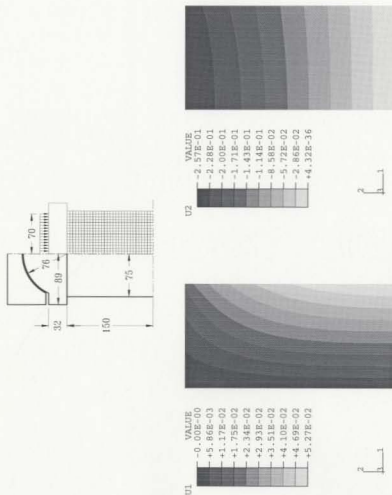 70
76
89
32
75
150
U2
VALUE
-2.57E-01
-2.28E-01
-2.00E-01
-1.71E-01
-1.43E-01
-1.14E-01
-8.58E-02
-5.72E-02
-2.86E-02
+4.32E-36
2
3
1
U1
VALUE
-0.00E-00
+5.86E-03
+1.17E-02
+1.75E-02
+2.34E-02
+2.93E-02
+3.51E-02
+4.10E-02
+4.69E-02
+5.27E-02
2
3
1